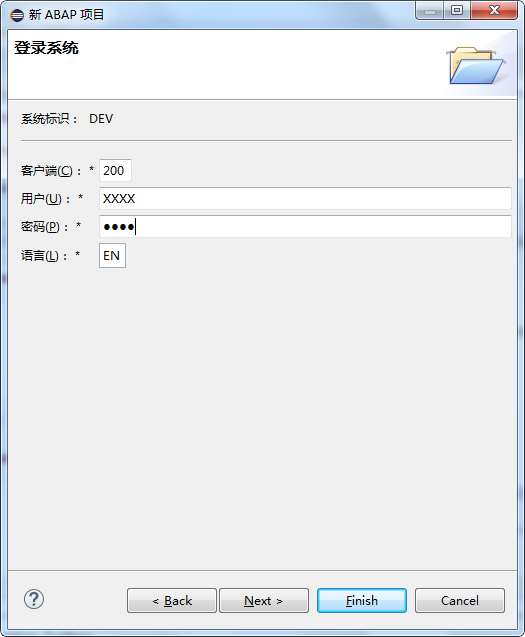 新 ABAP 项目
登录系统
系统标识： DEV
客户端(C)：* 200
用户(U)：* XXXX
密码(P)：* ●●●●
语言(L)：* EN
? < Back Next > Finish Cancel